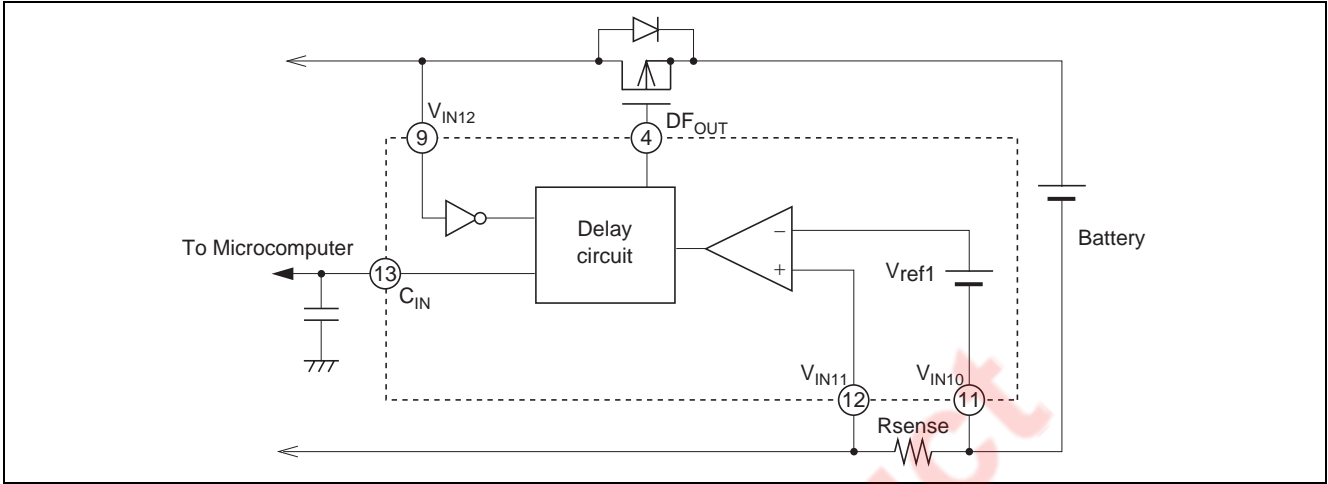 V_IN12
DF_OUT
9
4
Delay
circuit
−
+
To Microcomputer
13
C_IN
V_ref1
Battery
V_IN11
V_IN10
12
11
Rsense